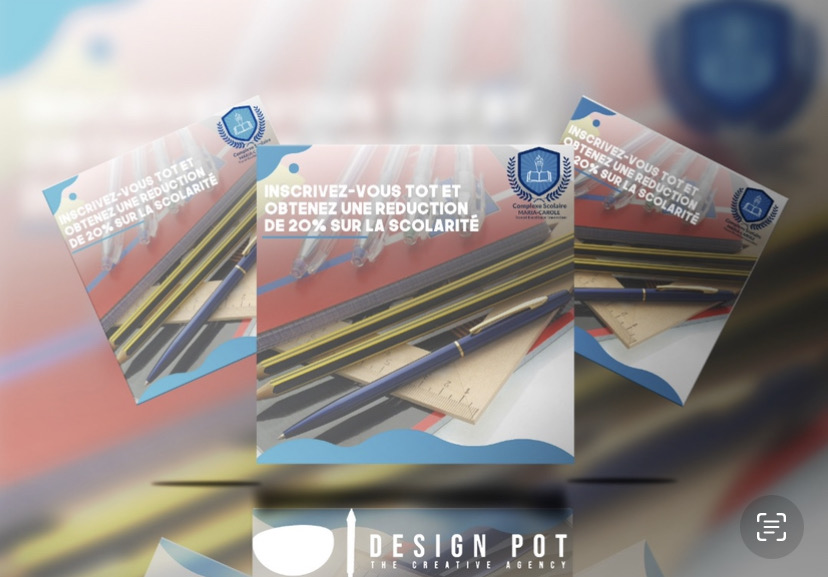 INSCRIVEZ-VOUS TOT ET
OBTENEZ UNE REDUCTION
DE 20% SUR LA SCOLARITÉ
Complexe Scolaire
MARIA-CAROLE
INSCRIVEZ-VOUS TOT ET
OBTENEZ UNE REDUCTION
DE 20% SUR LA SCOLARITÉ
INSCRIVEZ-VOUS TOT ET
OBTENEZ UNE REDUCTION
DE 20% SUR LA SCOLARITÉ
DESIGN POT
THE CREATIVE AGENCY